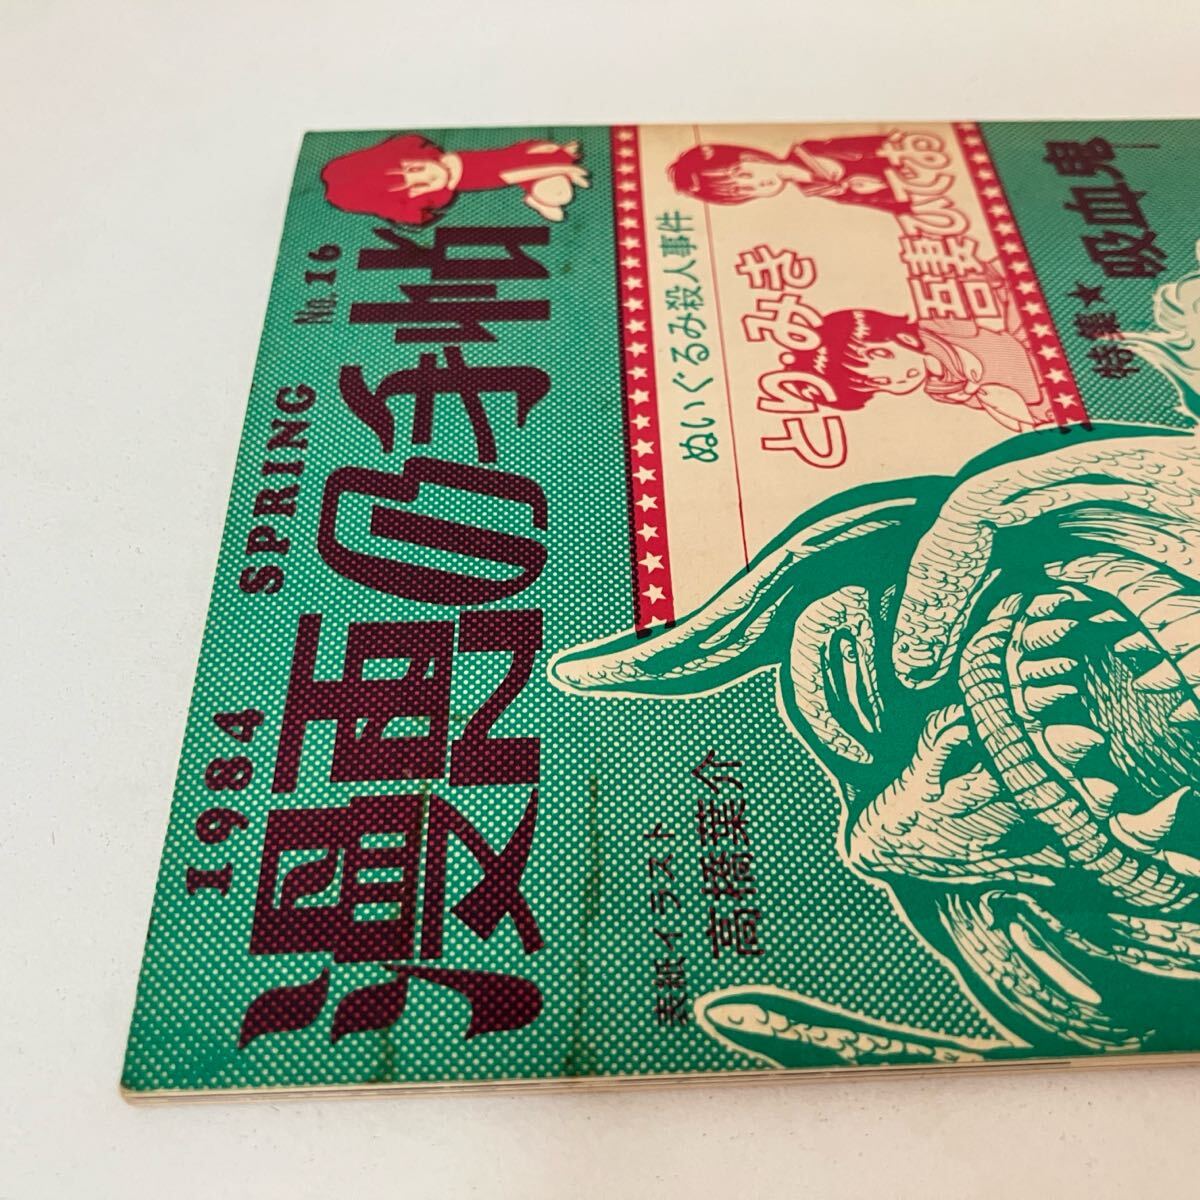 1984 SPRING No.16
漫画の手帖
ぬいぐるみ殺人事件
とり・みき
吾妻ひでお
特集★吸血鬼
表紙イラスト
高橋葉介